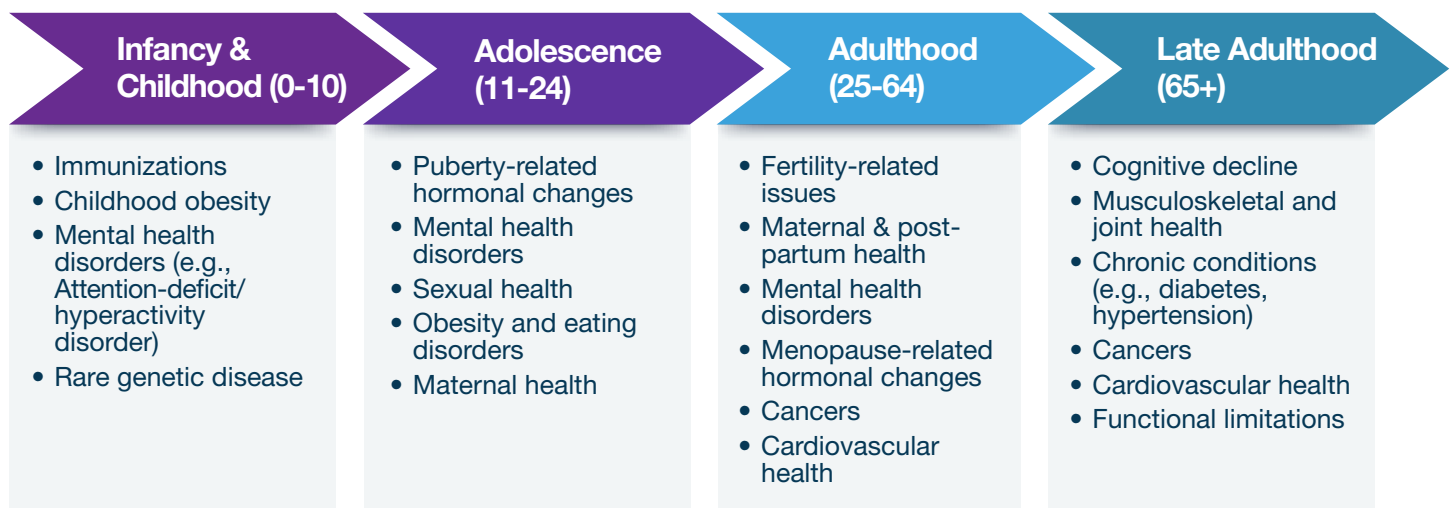 Infancy &
Childhood (0-10)
• Immunizations
• Childhood obesity
• Mental health
disorders (e.g.,
Attention-deficit/
hyperactivity
disorder)
• Rare genetic disease
Adolescence
(11-24)
• Puberty-related
hormonal changes
• Mental health
disorders
• Sexual health
• Obesity and eating
disorders
• Maternal health
Adulthood
(25-64)
• Fertility-related
issues
• Maternal & post-
partum health
• Mental health
disorders
• Menopause-related
hormonal changes
• Cancers
• Cardiovascular
health
Late Adulthood
(65+)
• Cognitive decline
• Musculoskeletal and
joint health
• Chronic conditions
(e.g., diabetes,
hypertension)
• Cancers
• Cardiovascular health
• Functional limitations